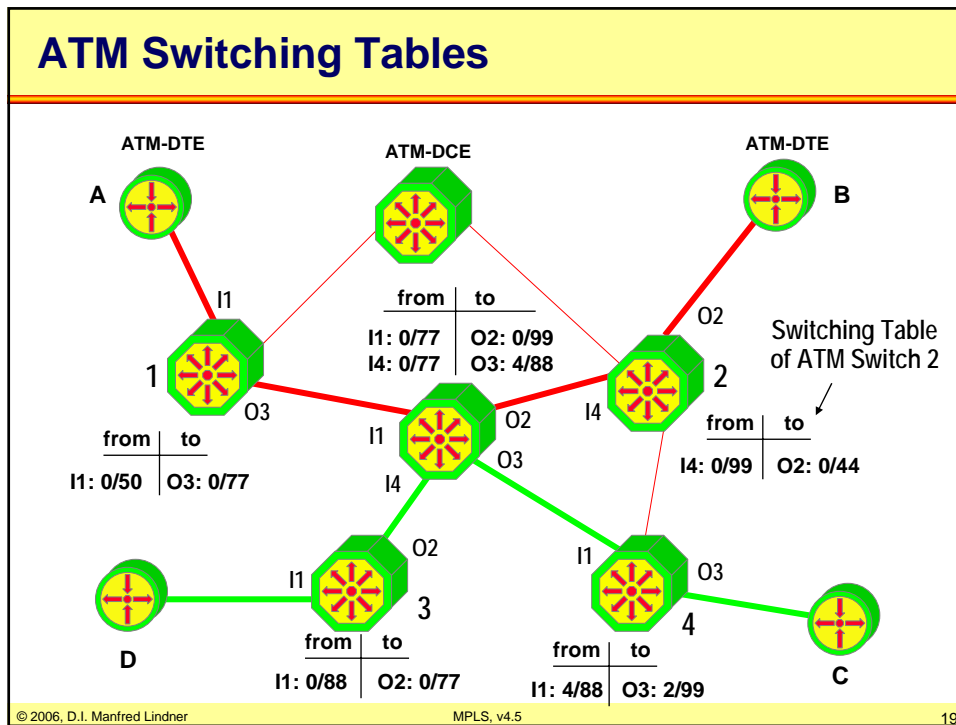 ATM Switching Tables
ATM-DTE
ATM-DCE
ATM-DTE
A
B
I1
from to
O2
I1: 0/77 O2: 0/99
I4: 0/77 O3: 4/88
Switching Table
of ATM Switch 2
1
2
O3
I4
O2
I1
O3
I4
from to
I1: 0/50 O3: 0/77
from to
I4: 0/99 O2: 0/44
O2
I1
I1
O3
3
4
D
C
from to
I1: 0/88 O2: 0/77
from to
I1: 4/88 O3: 2/99
© 2006, D.I. Manfred Lindner
MPLS, v4.5
19